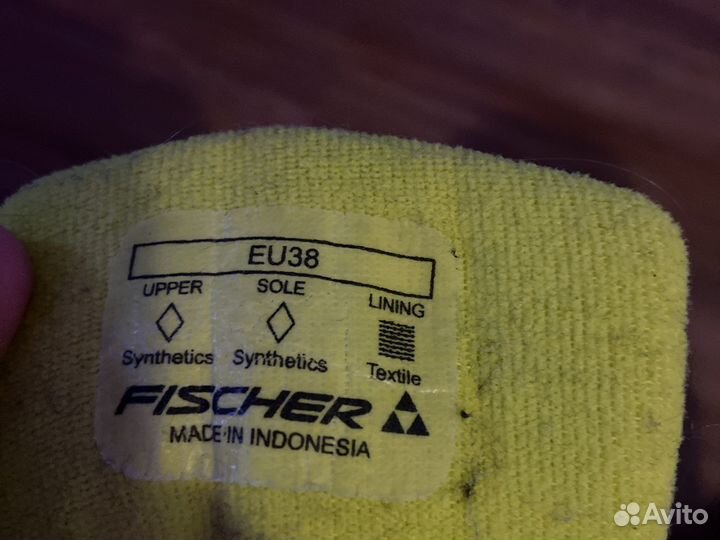 EU38
UPPER SOLE LINING
Synthetics Synthetics Textile
FISCHER
MADE IN INDONESIA
Avito